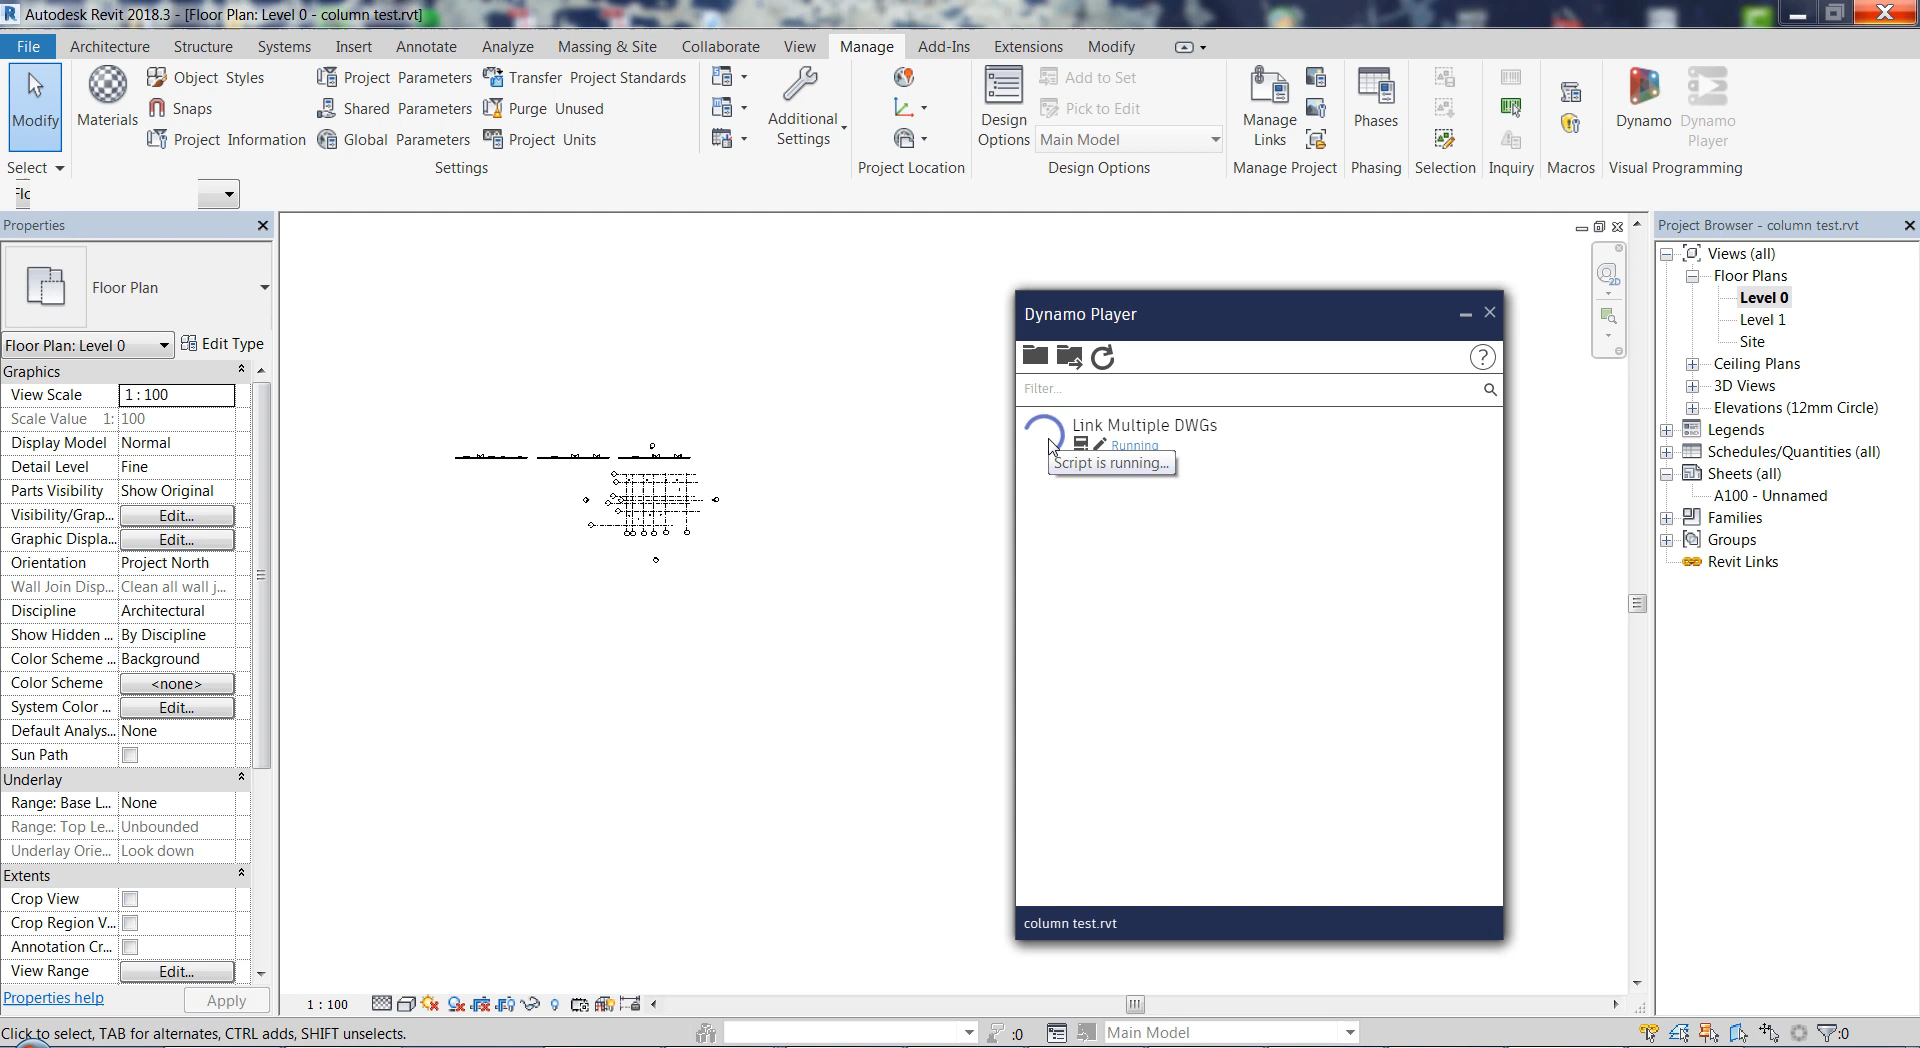 Autodesk Revit 2018.3 - [Floor Plan: Level 0 - column test.rvt]
File Architecture Structure Systems Insert Annotate Analyze Massing & Site Collaborate View Manage Add-Ins Extensions Modify
Modify
Materials
Object Styles
Snaps
Project Information
Project Parameters
Shared Parameters
Global Parameters
Transfer Project Standards
Purge Unused
Project Units
Additional
Settings
Design
Options
Add to Set
Pick to Edit
Main Model
Manage
Links
Phases
Dynamo
Dynamo
Player
Select Settings Project Location Design Options Manage Project Phasing Selection Inquiry Macros Visual Programming
Properties
Floor Plan
Floor Plan: Level 0 Edit Type
Graphics
View Scale 1 : 100
Scale Value 1: 100
Display Model Normal
Detail Level Fine
Parts Visibility Show Original
Visibility/Grap... Edit...
Graphic Displa... Edit...
Orientation Project North
Wall Join Disp... Clean all wall j...
Discipline Architectural
Show Hidden ... By Discipline
Color Scheme ... Background
Color Scheme <none>
System Color ... Edit...
Default Analys... None
Sun Path
Underlay
Range: Base L... None
Range: Top Le... Unbounded
Underlay Orie... Look down
Extents
Crop View
Crop Region V...
Annotation Cr...
View Range Edit...
Properties help Apply
2D
Dynamo Player
?
Filter...
Link Multiple DWGs
Running
Script is running...
column test.rvt
Project Browser - column test.rvt
Views (all)
Floor Plans
Level 0
Level 1
Site
Ceiling Plans
3D Views
Elevations (12mm Circle)
Legends
Schedules/Quantities (all)
Sheets (all)
A100 - Unnamed
Families
Groups
Revit Links
1 : 100
Click to select, TAB for alternates, CTRL adds, SHIFT unselects. :0 Main Model :0